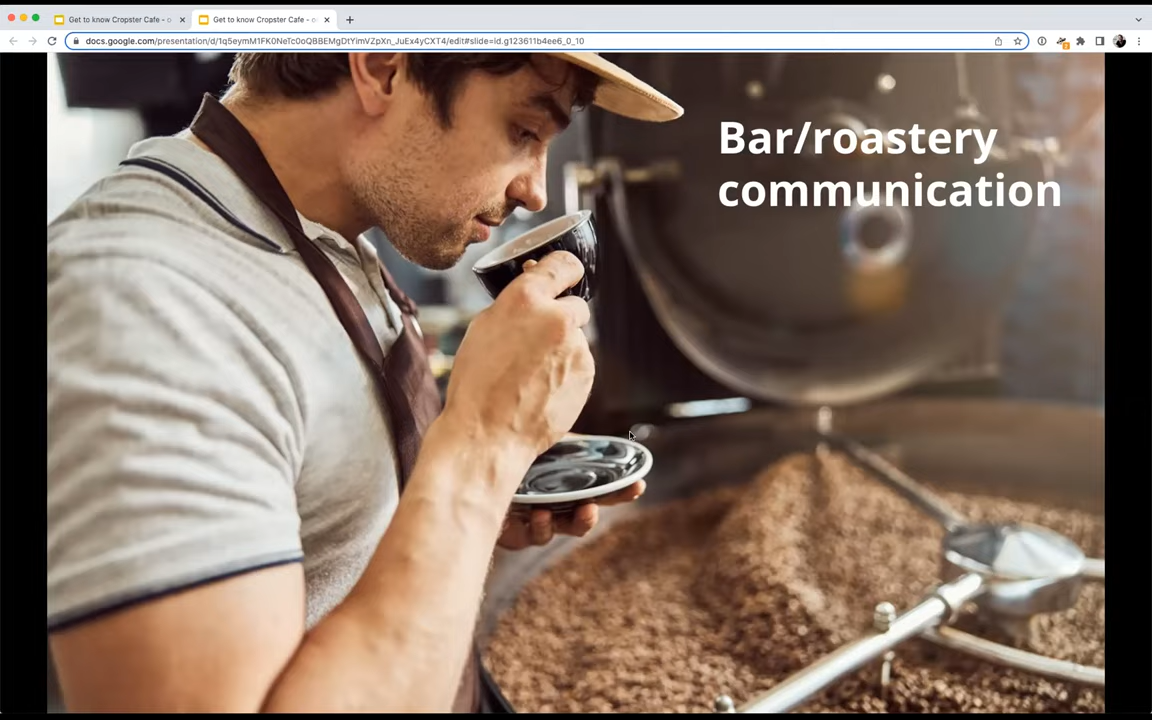 Get to know Cropster Cafe - c
Get to know Cropster Cafe - c
docs.google.com/presentation/d/1q5eymM1FK0NeTc0oQBBEMgDtYimVZpXn_JuEx4yCXT4/edit#slide=id.g123611b4ee6_0_10
Bar/roastery
communication